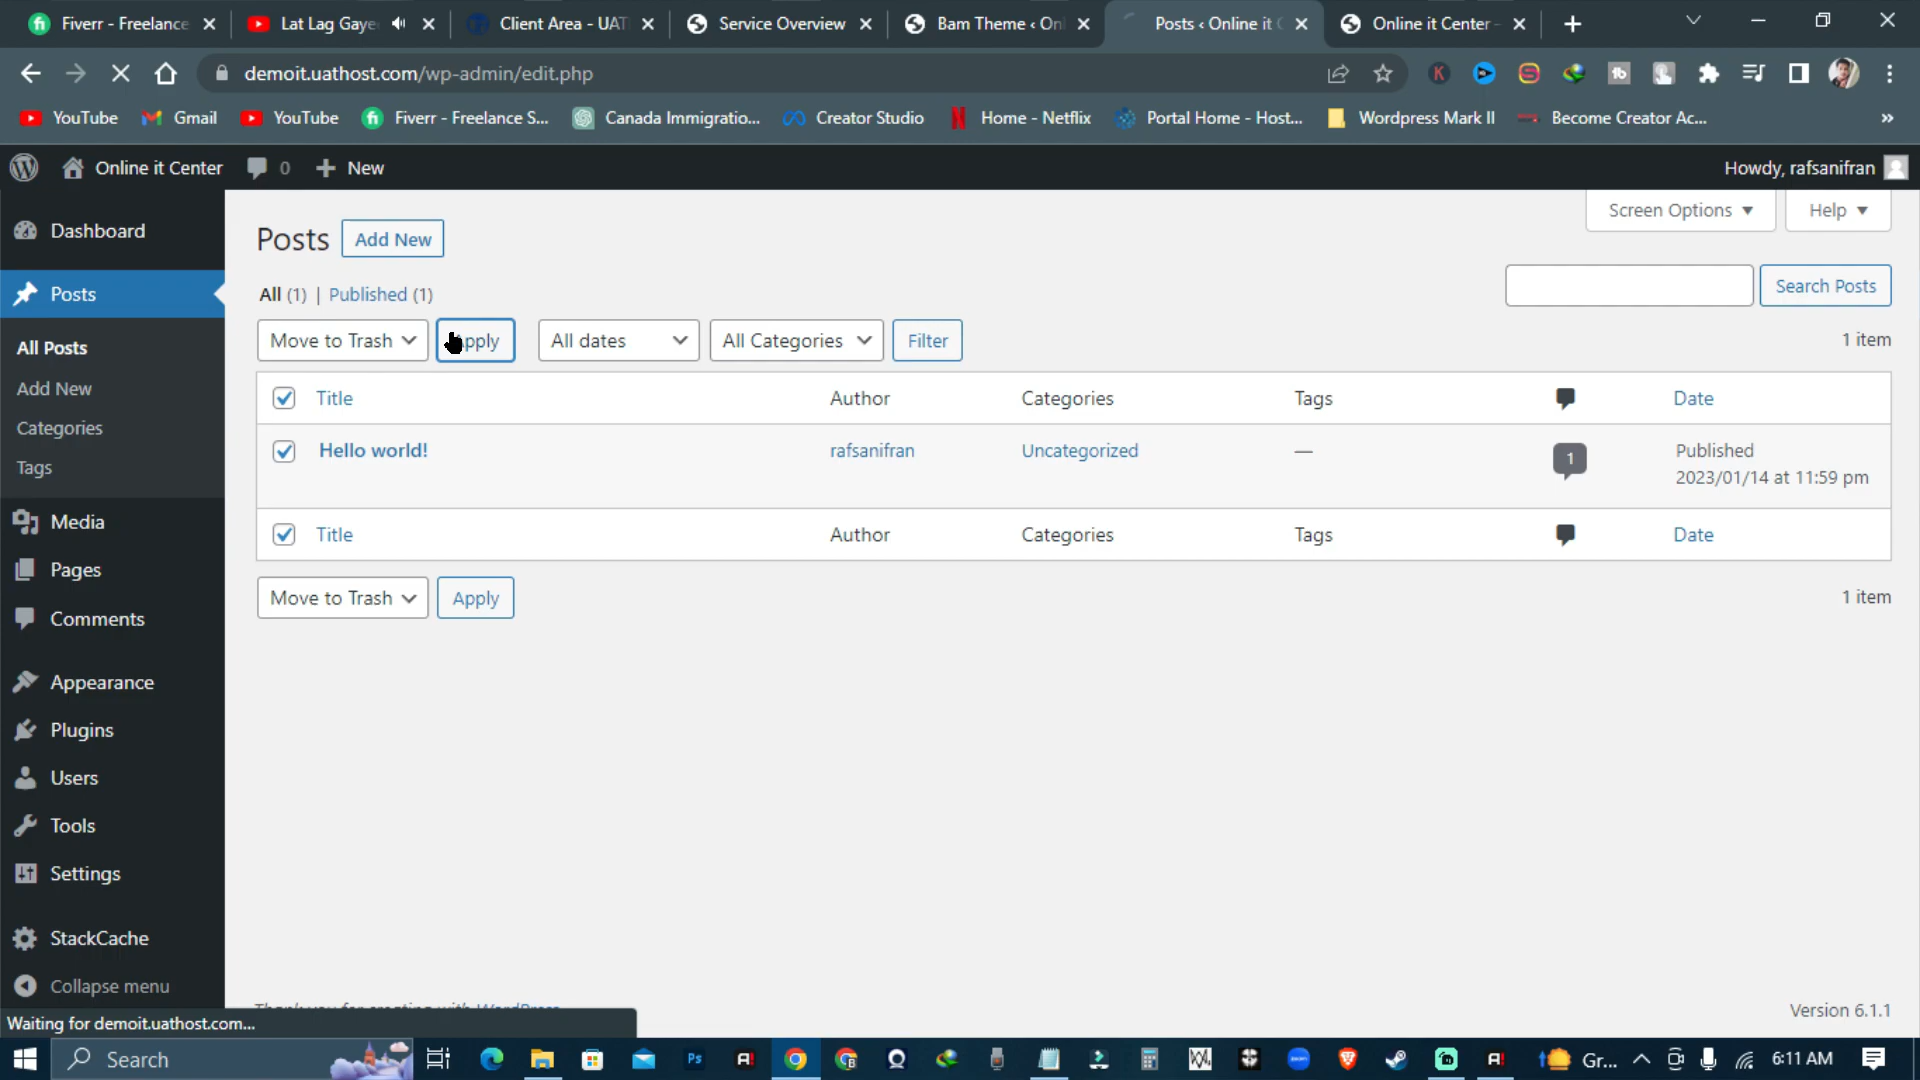 Fiverr - Freelance
Lat Lag Gaye
Client Area - UAT
Service Overview
Bam Theme ‹ Onl
Posts ‹ Online it C
Online it Center -
demoit.uathost.com/wp-admin/edit.php
YouTube
Gmail
YouTube
Fiverr - Freelance S...
Canada Immigratio...
Creator Studio
Home - Netflix
Portal Home - Host...
Wordpress Mark II
Become Creator Ac...
»
Online it Center
0
New
Howdy, rafsanifran
Dashboard
Posts
All Posts
Add New
Categories
Tags
Media
Pages
Comments
Appearance
Plugins
Users
Tools
Settings
StackCache
Collapse menu
Screen Options
Help
Posts
Add New
All (1) | Published (1)
Search Posts
Move to Trash
Apply
All dates
All Categories
Filter
1 item
Title
Author
Categories
Tags
Date
Hello world!
rafsanifran
Uncategorized
—
1
Published
2023/01/14 at 11:59 pm
Title
Author
Categories
Tags
Date
Move to Trash
Apply
1 item
Version 6.1.1
Waiting for demoit.uathost.com...
Search
Ps
Gr...
6:11 AM